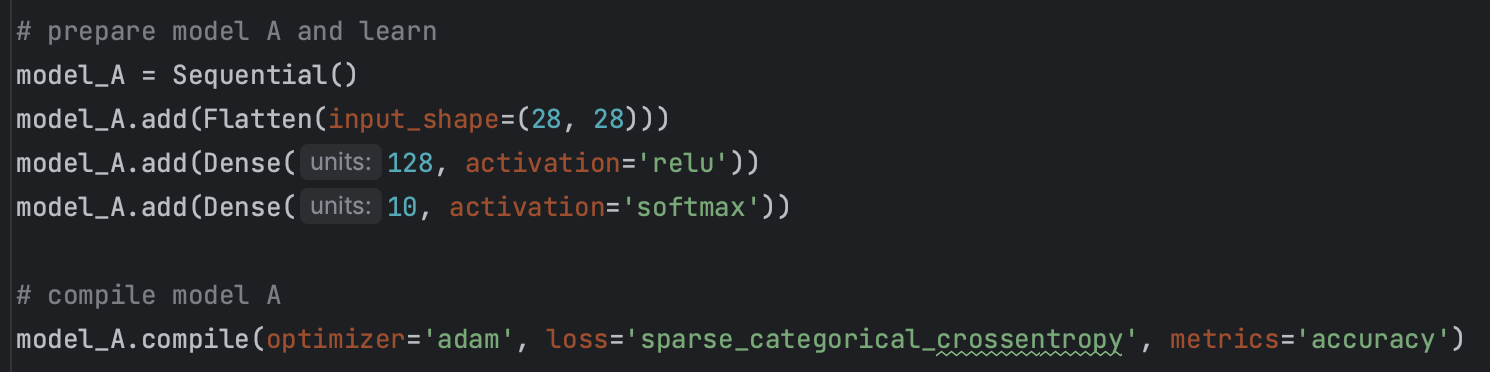 # prepare model A and learn
model_A = Sequential()
model_A.add(Flatten(input_shape=(28, 28)))
model_A.add(Dense( units: 128, activation='relu'))
model_A.add(Dense( units: 10, activation='softmax'))
# compile model A
model_A.compile(optimizer='adam', loss='sparse_categorical_crossentropy', metrics='accuracy')